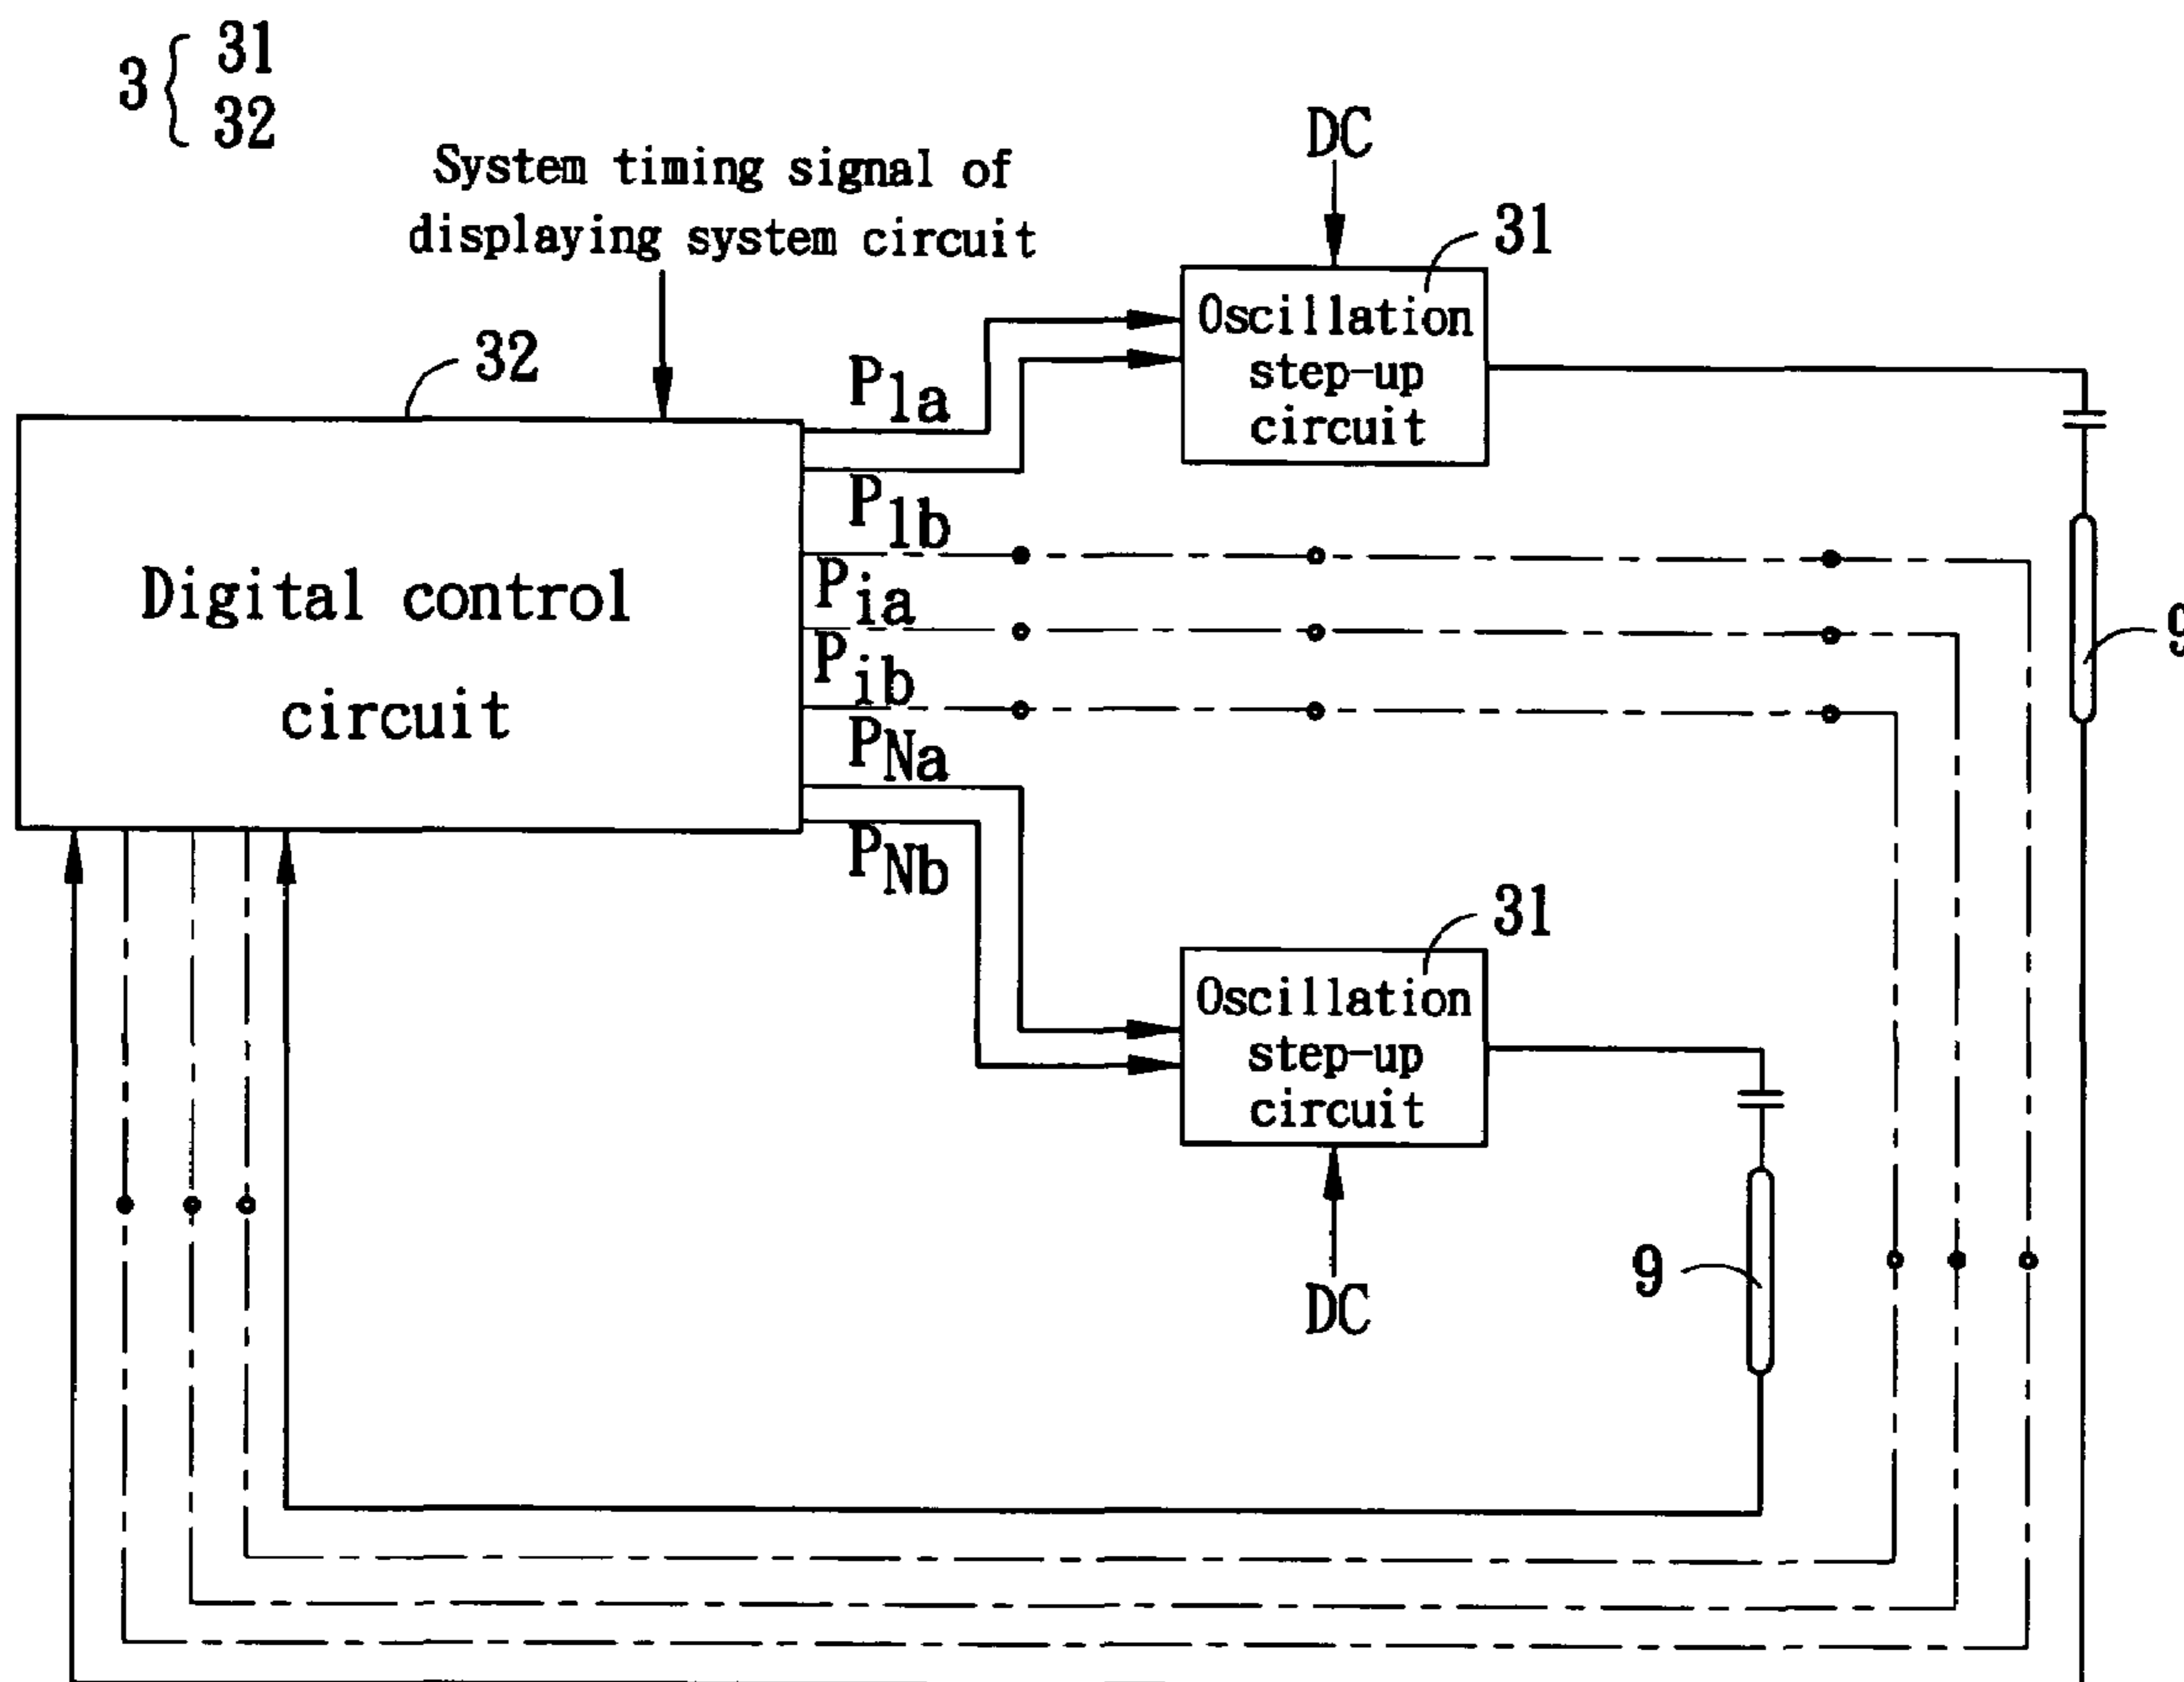 3 { 31
32
System timing signal of
displaying system circuit
DC
31
Oscillation
step-up
circuit
32
P1a
P1b
Pia
Pib
PNa
PNb
Digital control
circuit
9
31
Oscillation
step-up
circuit
9
DC